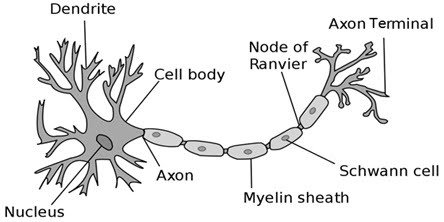 Dendrite
Axon Terminal
Node of
Ranvier
Cell body
Axon
Schwann cell
Myelin sheath
Nucleus